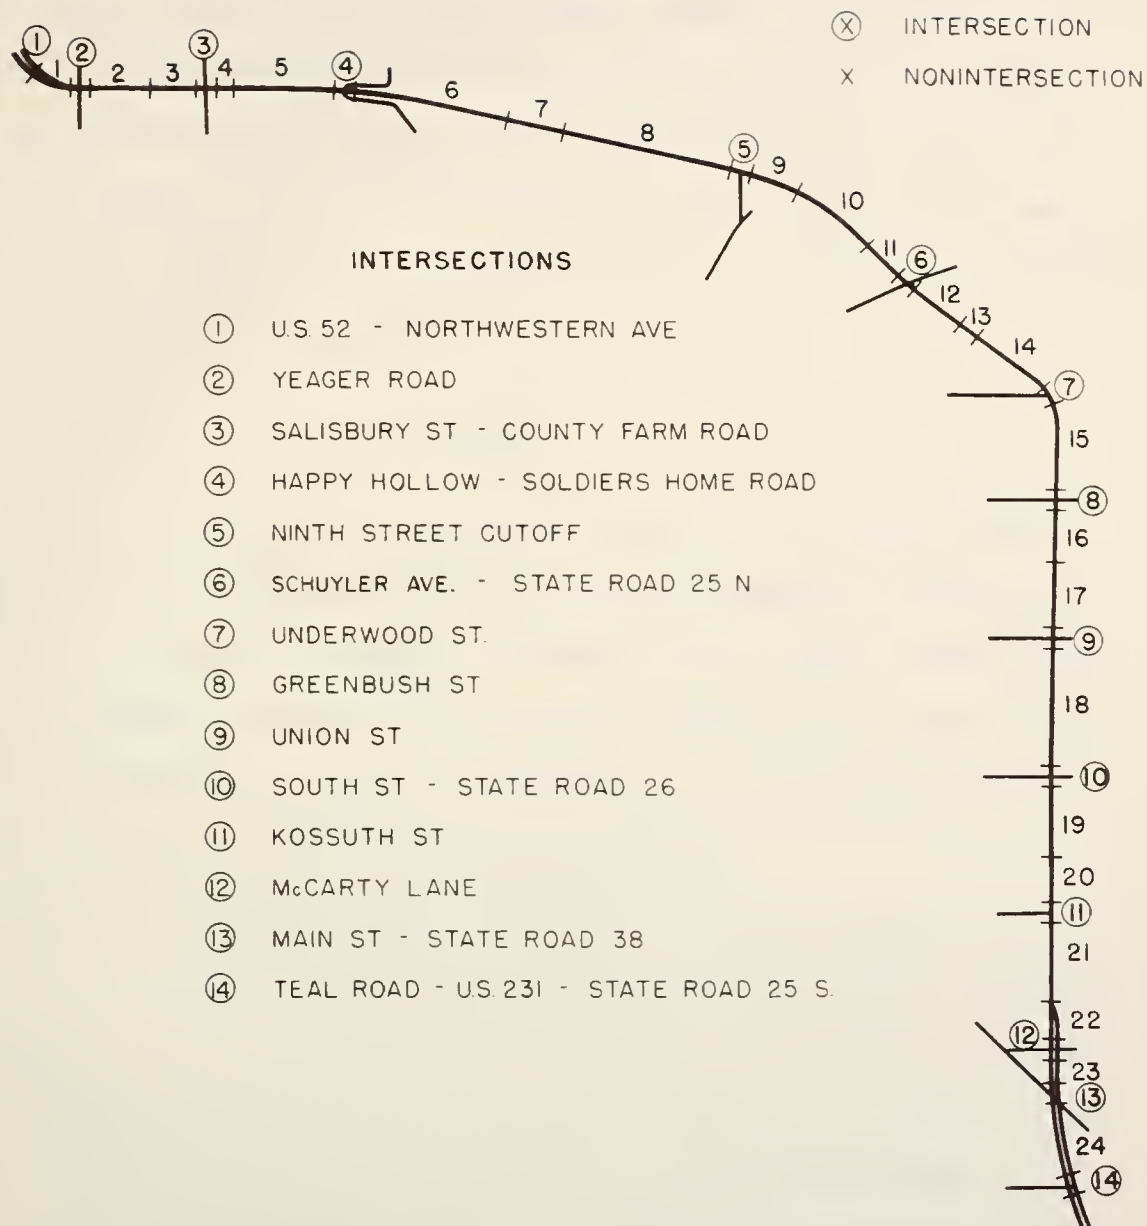 Ⓧ INTERSECTION
X NONINTERSECTION
① ② ③ ④
1 2 3 4 5 6
7
8
⑤ 9
10
11 ⑥
12
13
14
⑦
15
⑧
16
17
⑨
18
⑩
19
20
⑪
21
22
⑫
23
⑬
24
⑭
INTERSECTIONS
① U.S. 52 - NORTHWESTERN AVE
② YEAGER ROAD
③ SALISBURY ST - COUNTY FARM ROAD
④ HAPPY HOLLOW - SOLDIERS HOME ROAD
⑤ NINTH STREET CUTOFF
⑥ SCHUYLER AVE. - STATE ROAD 25 N
⑦ UNDERWOOD ST.
⑧ GREENBUSH ST
⑨ UNION ST
⑩ SOUTH ST - STATE ROAD 26
⑪ KOSSUTH ST
⑫ McCARTY LANE
⑬ MAIN ST - STATE ROAD 38
⑭ TEAL ROAD - U.S. 231 - STATE ROAD 25 S.